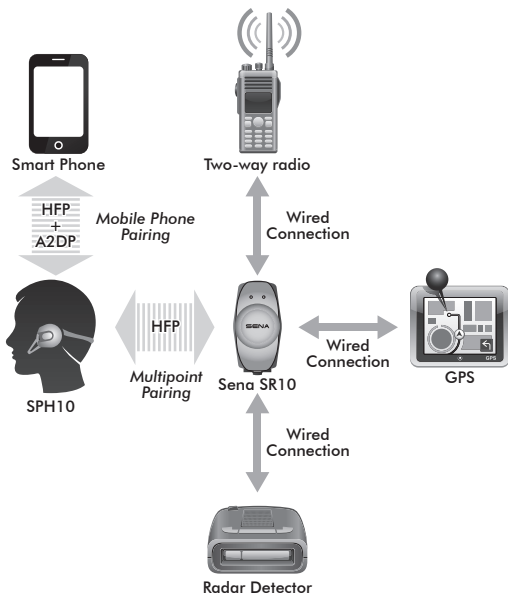 Smart Phone
Two-way radio
HFP
+
A2DP
Mobile Phone
Pairing
Wired
Connection
HFP
Multipoint
Pairing
SPH10
SENA
Sena SR10
Wired
Connection
GPS
GPS
Wired
Connection
Radar Detector